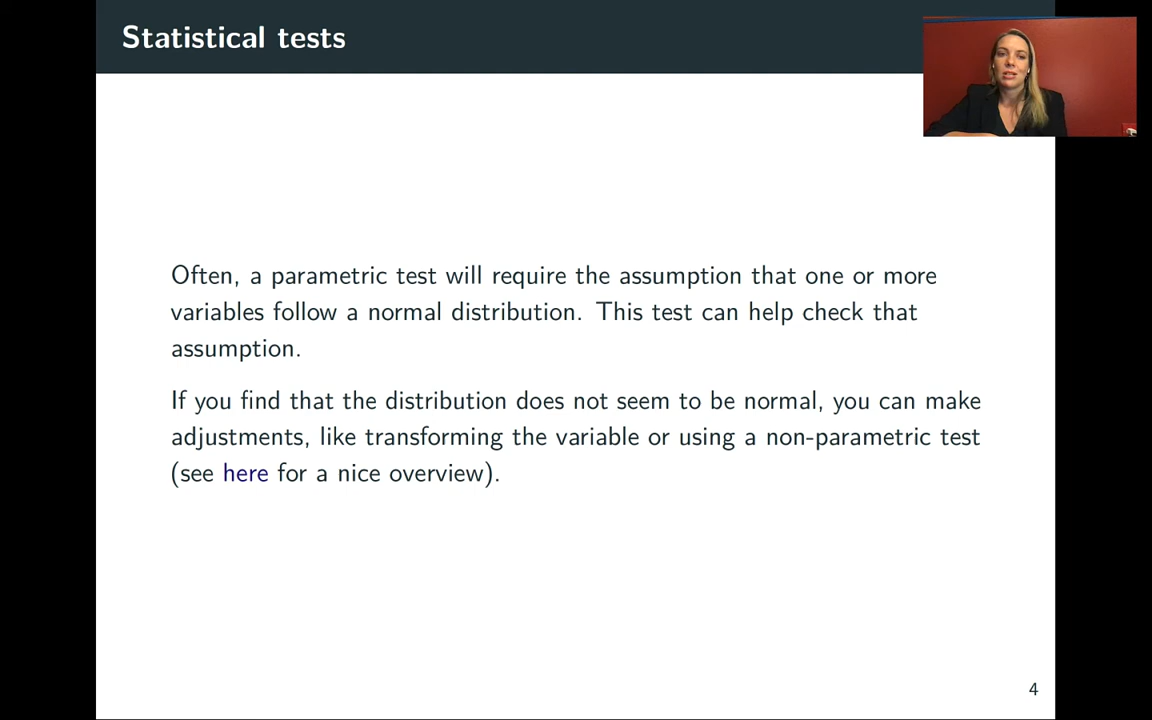 Statistical tests
Often, a parametric test will require the assumption that one or more
variables follow a normal distribution. This test can help check that
assumption.
If you find that the distribution does not seem to be normal, you can make
adjustments, like transforming the variable or using a non-parametric test
(see here for a nice overview).
4